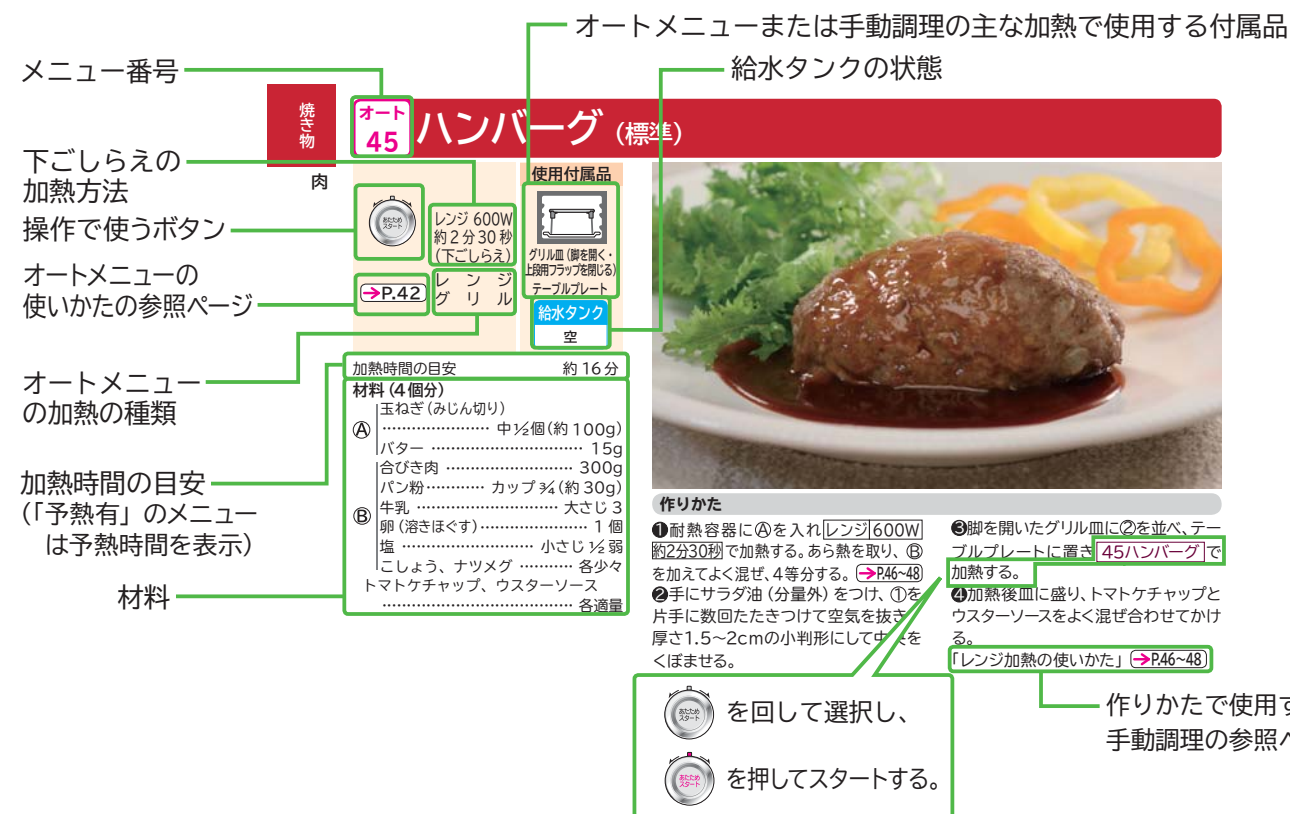 オートメニューまたは手動調理の主な加熱で使用する付属品
メニュー番号
給水タンクの状態
焼き物
オート
45
ハンバーグ (標準)
肉
下ごしらえの
加熱方法
操作で使うボタン
オートメニューの
使いかたの参照ページ
オートメニュー
の加熱の種類
加熱時間の目安
(「予熱有」のメニュー
は予熱時間を表示)
材料
あたため
スタート
→P.42
レンジ 600W
約2分30秒
(下ごしらえ)
レンジ
グリル
使用付属品
グリル皿(脚を開く・
上段用フラップを閉じる)
テーブルプレート
給水タンク
空
加熱時間の目安 約16分
材料(4個分)
Ⓐ
玉ねぎ(みじん切り)
…………………… 中½個(約100g)
バター ………………………… 15g
Ⓑ
合びき肉 ……………………… 300g
パン粉………… カップ¾(約30g)
牛乳 …………………… 大さじ3
卵(溶きほぐす)………………… 1個
塩 ……………………… 小さじ½弱
こしょう、ナツメグ ………… 各少々
トマトケチャップ、ウスターソース
……………………………… 各適量
作りかた
❶耐熱容器にⒶを入れレンジ 600W
約2分30秒で加熱する。あら熱を取り、Ⓑ
を加えてよく混ぜ、4等分する。(→P.46~48)
❷手にサラダ油(分量外)をつけ、①を
片手に数回たたきつけて空気を抜き
厚さ1.5~2cmの小判形にして中央を
くぼませる。
❸脚を開いたグリル皿に②を並べ、テー
ブルプレートに置き 45ハンバーグ で
加熱する。
❹加熱後皿に盛り、トマトケチャップと
ウスターソースをよく混ぜ合わせてかけ
る。
「レンジ加熱の使いかた」(→P.46~48)
あたため
スタート
を回して選択し、
あたため
スタート
を押してスタートする。
作りかたで使用す
手動調理の参照ペ